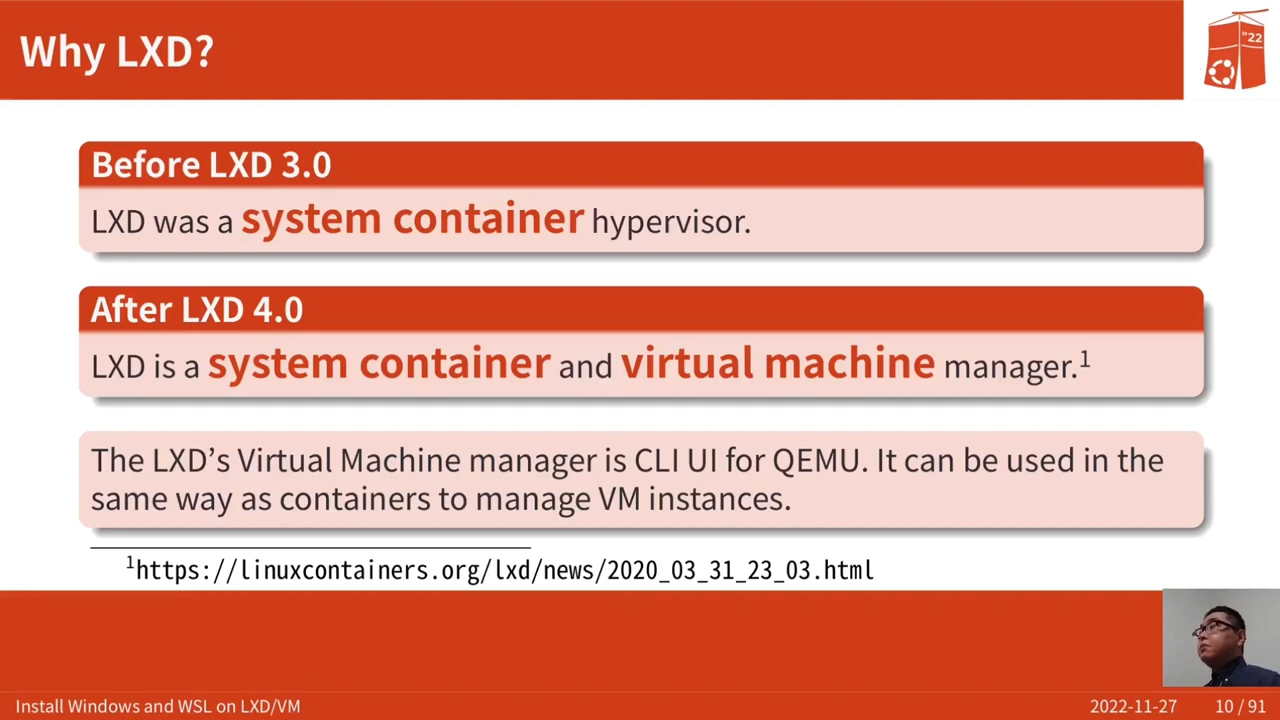 Why LXD?
"22
Before LXD 3.0
LXD was a system container hypervisor.
After LXD 4.0
LXD is a system container and virtual machine manager.¹
The LXD’s Virtual Machine manager is CLI UI for QEMU. It can be used in the
same way as containers to manage VM instances.
¹https://linuxcontainers.org/lxd/news/2020_03_31_23_03.html
Install Windows and WSL on LXD/VM
2022-11-27
10 / 91